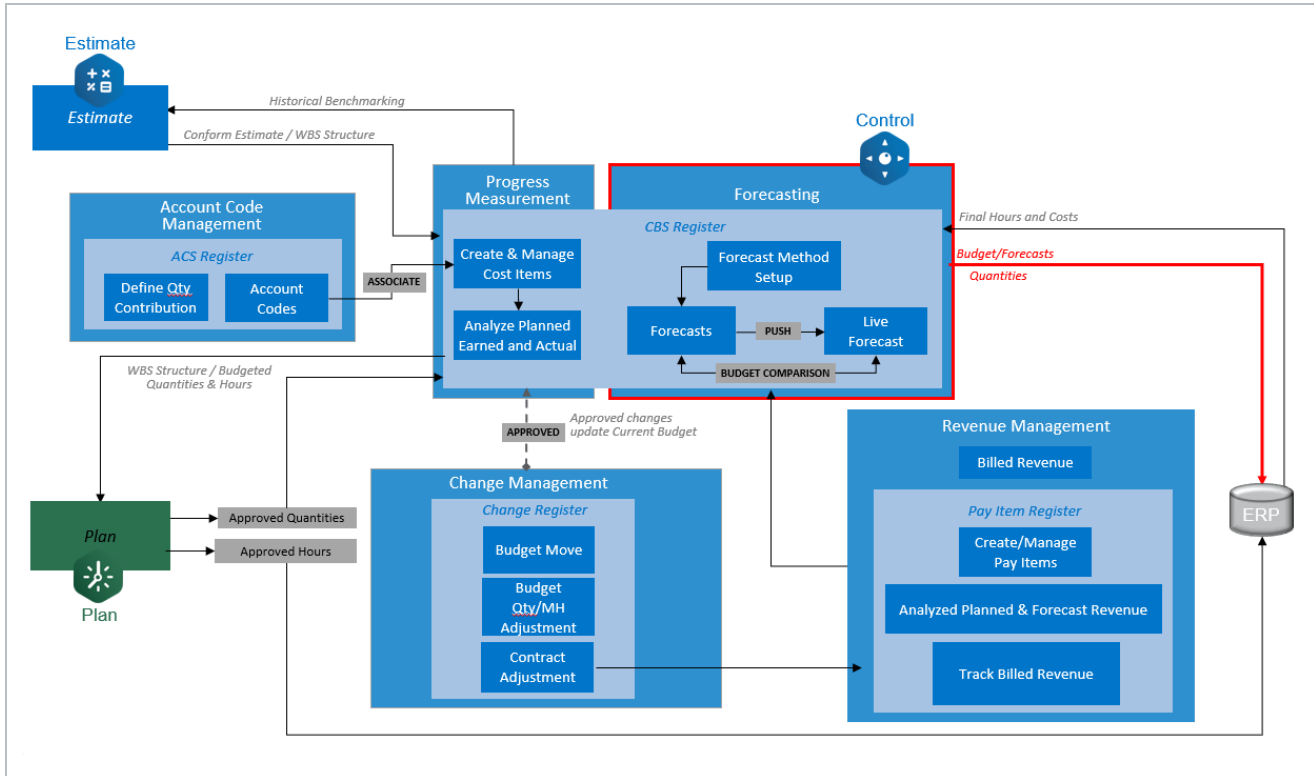 Estimate
Estimate
Historical Benchmarking
Conform Estimate / WBS Structure
Control
Account Code
Management
ACS Register
Define Qty
Contribution
Account
Codes
ASSOCIATE
Progress
Measurement
Forecasting
CBS Register
Create & Manage
Cost Items
Analyze Planned
Earned and Actual
Forecast Method
Setup
Forecasts
PUSH
Live
Forecast
BUDGET COMPARISON
Final Hours and Costs
Budget/Forecasts
Quantities
WBS Structure / Budgeted
Quantities & Hours
APPROVED
Approved changes
update Current Budget
Plan
Plan
Approved Quantities
Approved Hours
Change Management
Change Register
Budget Move
Budget
Qty/MH
Adjustment
Contract
Adjustment
Revenue Management
Billed Revenue
Pay Item Register
Create/Manage
Pay Items
Analyzed Planned & Forecast Revenue
Track Billed Revenue
ERP